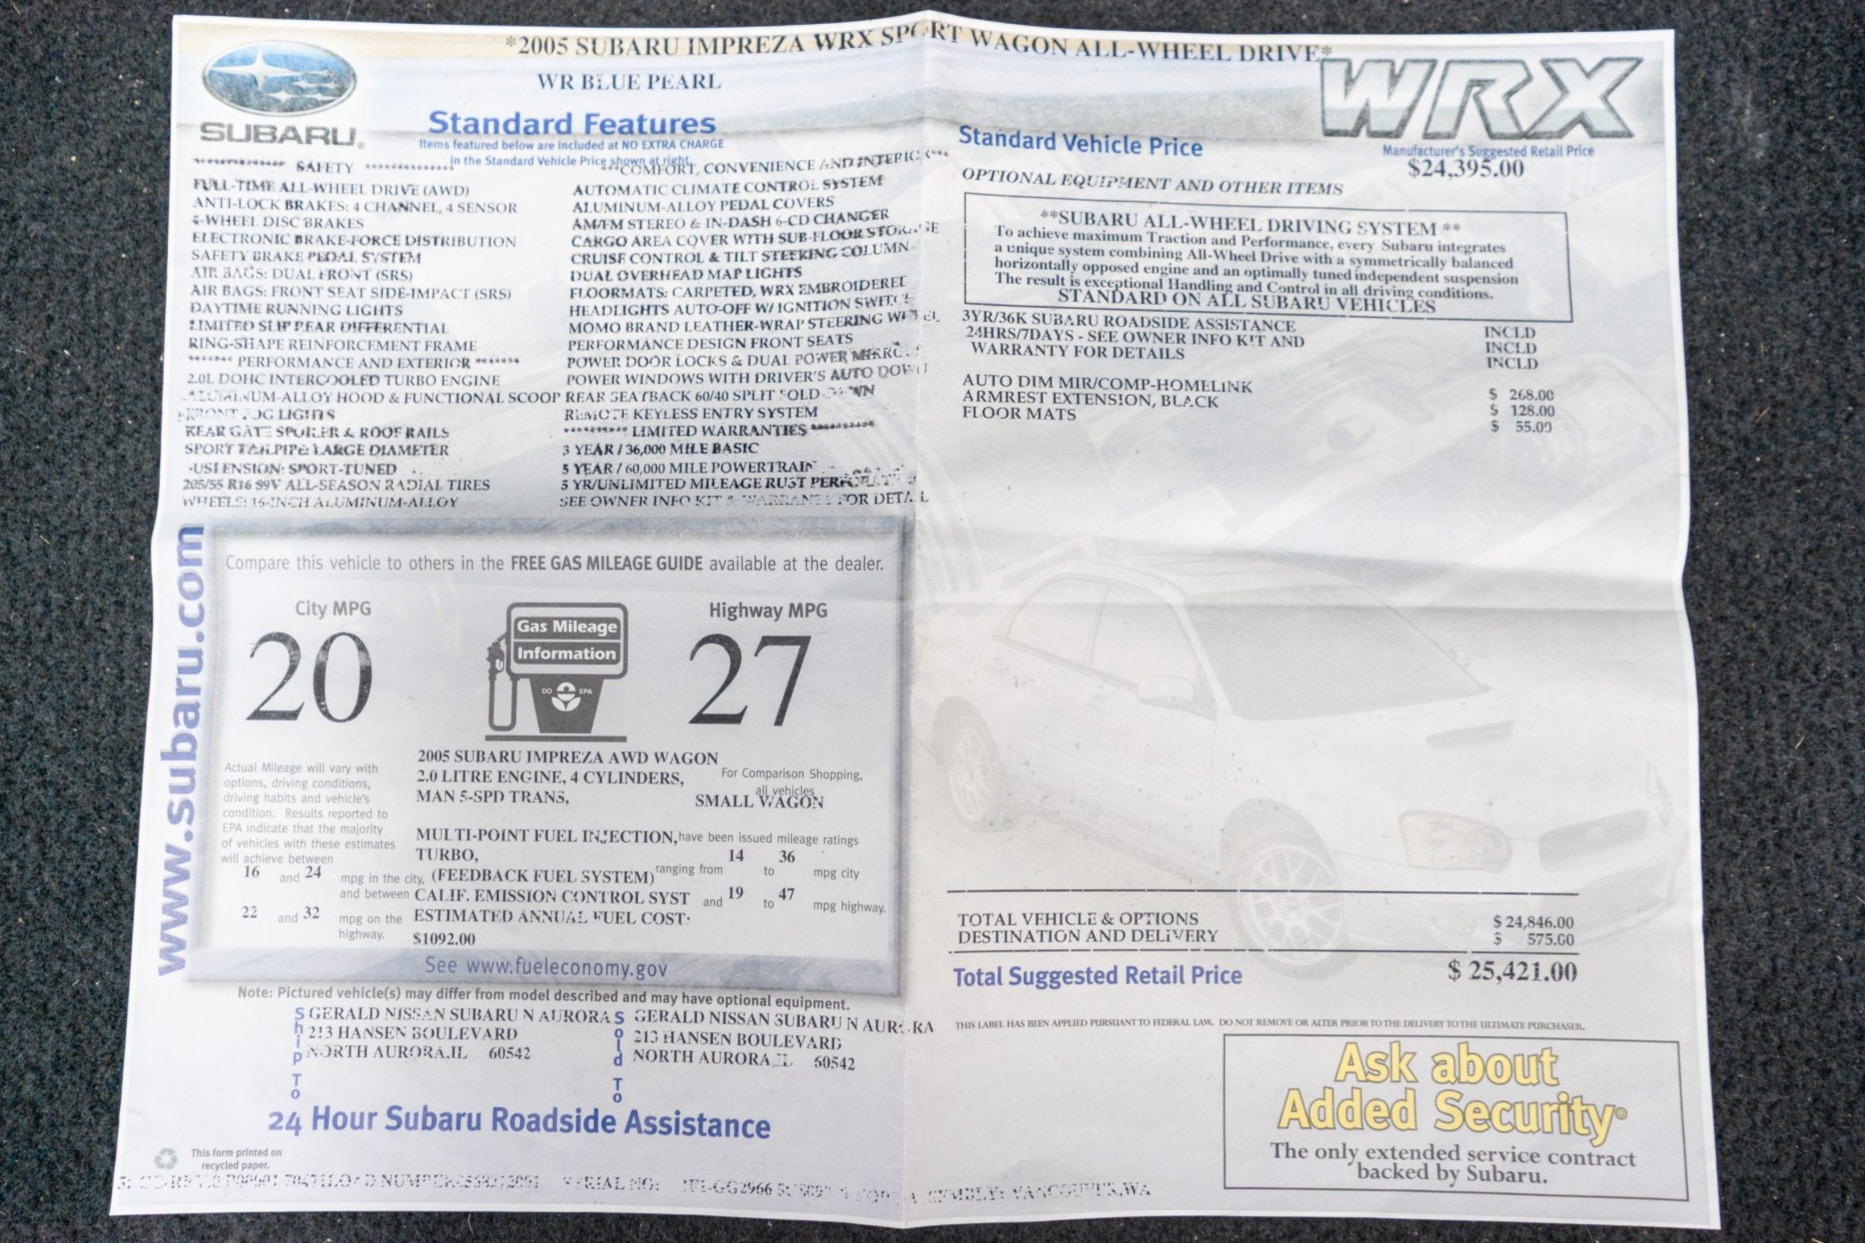 *2005 SUBARU IMPREZA WRX SPORT WAGON ALL-WHEEL DRIVE*
WR BLUE PEARL
SUBARU®
WRX
Standard Features
Items featured below are included at NO EXTRA CHARGE
in the Standard Vehicle Price shown at right.
SAFETY
FULL-TIME ALL-WHEEL DRIVE (AWD)
ANTI-LOCK BRAKES: 4 CHANNEL, 4 SENSOR
4-WHEEL DISC BRAKES
ELECTRONIC BRAKE-FORCE DISTRIBUTION
SAFETY BRAKE PEDAL SYSTEM
AIR BAGS: DUAL FRONT (SRS)
AIR BAGS: FRONT SEAT SIDE-IMPACT (SRS)
DAYTIME RUNNING LIGHTS
LIMITED SLIP REAR DIFFERENTIAL
RING-SHAPE REINFORCEMENT FRAME
******* PERFORMANCE AND EXTERIOR *******
2.0L DOHC INTERCOOLED TURBO ENGINE
ALUMINUM-ALLOY HOOD & FUNCTIONAL SCOOP
FRONT FOG LIGHTS
REAR GATE SPOILER & ROOF RAILS
SPORT TAILPIPE: LARGE DIAMETER
SUSPENSION: SPORT-TUNED
205/55 R16 89V ALL-SEASON RADIAL TIRES
WHEELS: 16-INCH ALUMINUM-ALLOY
COMFORT, CONVENIENCE AND INTERIOR
AUTOMATIC CLIMATE CONTROL SYSTEM
ALUMINUM-ALLOY PEDAL COVERS
AM/FM STEREO & IN-DASH 6-CD CHANGER
CARGO AREA COVER WITH SUB-FLOOR STORAGE
CRUISE CONTROL & TILT STEERING COLUMN
DUAL OVERHEAD MAP LIGHTS
FLOORMATS: CARPETED, WRX EMBROIDERED
HEADLIGHTS AUTO-OFF W/ IGNITION SWITCH
MOMO BRAND LEATHER-WRAP STEERING WHEEL
PERFORMANCE DESIGN FRONT SEATS
POWER DOOR LOCKS & DUAL POWER MIRRORS
POWER WINDOWS WITH DRIVER'S AUTO DOWN
REAR SEATBACK 60/40 SPLIT FOLD-DOWN
REMOTE KEYLESS ENTRY SYSTEM
********* LIMITED WARRANTIES *********
3 YEAR / 36,000 MILE BASIC
5 YEAR / 60,000 MILE POWERTRAIN
5 YR/UNLIMITED MILEAGE RUST PERFORATION
SEE OWNER INFO KIT & WARRANTY FOR DETAIL
Standard Vehicle Price
Manufacturer's Suggested Retail Price
$24,395.00
OPTIONAL EQUIPMENT AND OTHER ITEMS
**SUBARU ALL-WHEEL DRIVING SYSTEM **
To achieve maximum Traction and Performance, every Subaru integrates
a unique system combining All-Wheel Drive with a symmetrically balanced
horizontally opposed engine and an optimally tuned independent suspension
The result is exceptional Handling and Control in all driving conditions.
STANDARD ON ALL SUBARU VEHICLES
3YR/36K SUBARU ROADSIDE ASSISTANCE INCLD
24HRS/7DAYS - SEE OWNER INFO KIT AND INCLD
WARRANTY FOR DETAILS INCLD
AUTO DIM MIR/COMP-HOMELINK $ 268.00
ARMREST EXTENSION, BLACK $ 128.00
FLOOR MATS $ 55.00
www.subaru.com
Compare this vehicle to others in the FREE GAS MILEAGE GUIDE available at the dealer.
City MPG
20
Gas Mileage
Information
DO EPA
Highway MPG
27
Actual Mileage will vary with
options, driving conditions,
driving habits and vehicle's
condition. Results reported to
EPA indicate that the majority
of vehicles with these estimates
will achieve between
16 and 24 mpg in the city,
and between
22 and 32 mpg on the
highway.
2005 SUBARU IMPREZA AWD WAGON
2.0 LITRE ENGINE, 4 CYLINDERS,
MAN 5-SPD TRANS,
MULTI-POINT FUEL INJECTION,
TURBO,
(FEEDBACK FUEL SYSTEM)
CALIF. EMISSION CONTROL SYST
ESTIMATED ANNUAL FUEL COST:
$1092.00
For Comparison Shopping,
all vehicles
SMALL WAGON
have been issued mileage ratings
ranging from 14 to 36 mpg city
and 19 to 47 mpg highway.
See www.fueleconomy.gov
Note: Pictured vehicle(s) may differ from model described and may have optional equipment.
Ship To
GERALD NISSAN SUBARU N AURORA
213 HANSEN BOULEVARD
NORTH AURORA,IL 60542
Sold To
GERALD NISSAN SUBARU N AURORA
213 HANSEN BOULEVARD
NORTH AURORA,IL 60542
24 Hour Subaru Roadside Assistance
This form printed on
recycled paper.
TOTAL VEHICLE & OPTIONS $ 24,846.00
DESTINATION AND DELIVERY $ 575.00
Total Suggested Retail Price $ 25,421.00
THIS LABEL HAS BEEN APPLIED PURSUANT TO FEDERAL LAW. DO NOT REMOVE OR ALTER PRIOR TO THE DELIVERY TO THE ULTIMATE PURCHASER.
Ask about
Added Security®
The only extended service contract
backed by Subaru.
LOAD NUMBER SERIAL NO: VANCOUVER,WA